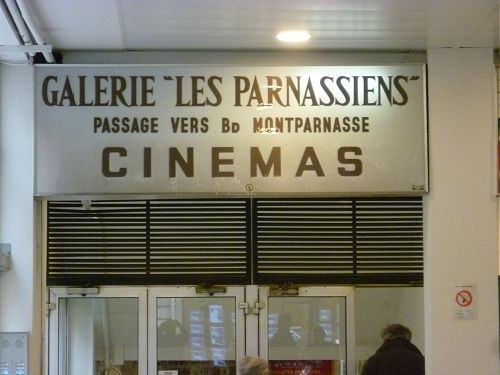 GALERIE "LES PARNASSIENS"
PASSAGE VERS BD MONTPARNASSE
CINEMAS